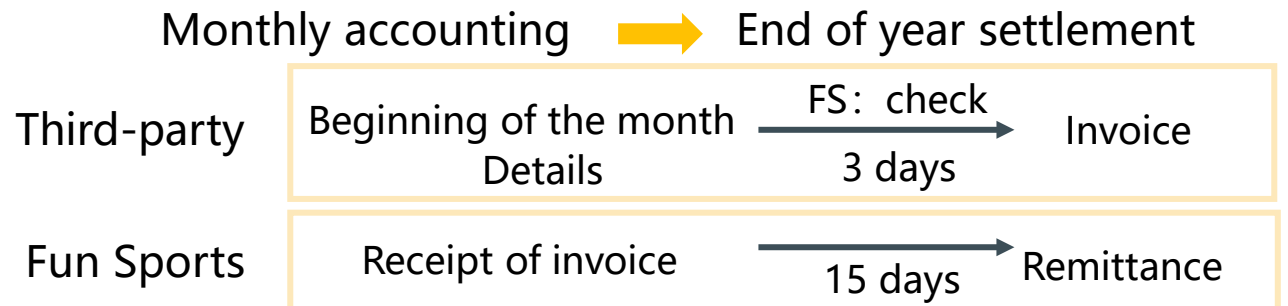 Monthly accounting End of year settlement
Third-party
Beginning of the month
Details
FS: check
3 days
Invoice
Fun Sports
Receipt of invoice
15 days
Remittance